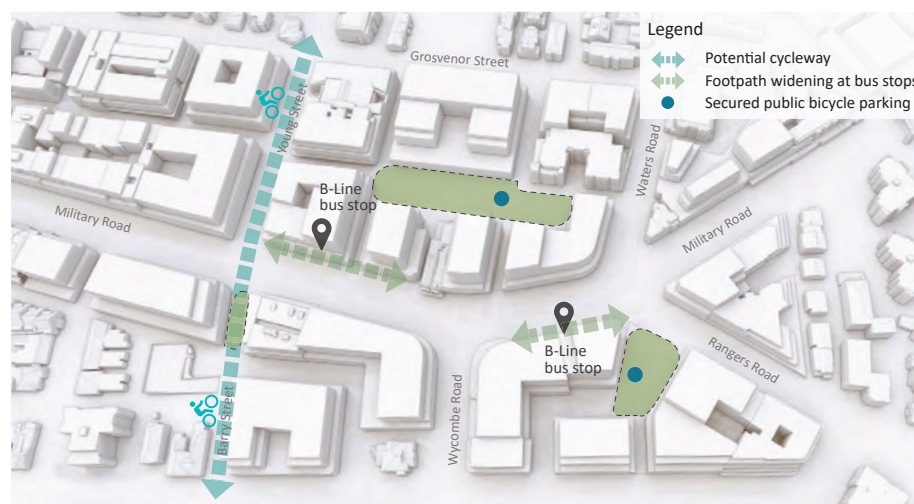 Legend
Potential cycleway
Footpath widening at bus stops
Secured public bicycle parking
Grosvenor Street
Young Street
Waters Road
B-Line
bus stop
Military Road
Military Road
B-Line
bus stop
Rangers Road
Wycombe Road
Barry Street